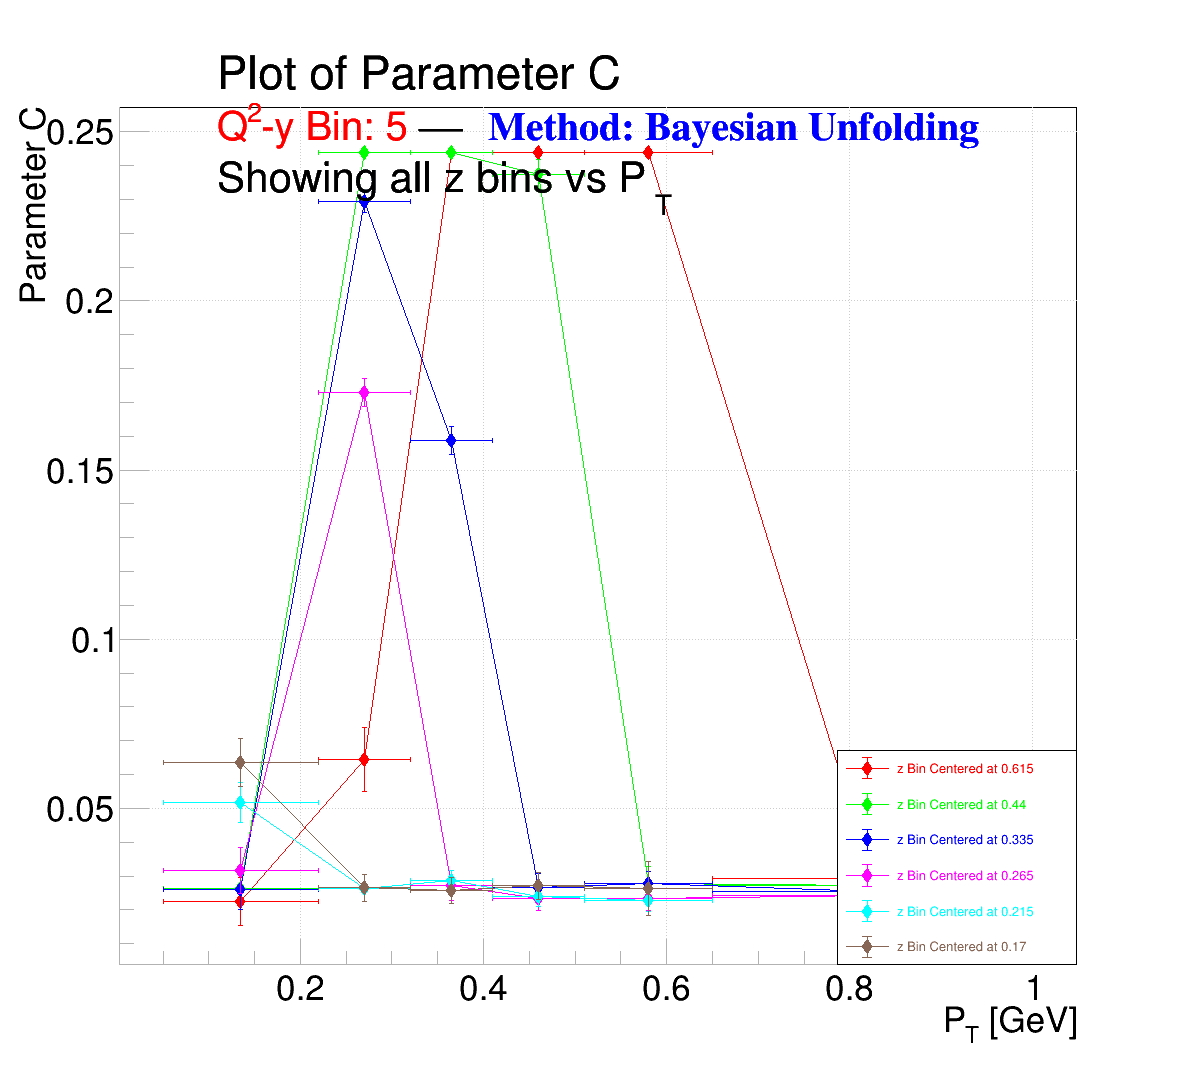 Plot of Parameter C
Q²-y Bin: 5 — Method: Bayesian Unfolding
Showing all z bins vs P_T
Parameter C
0.25
0.2
0.15
0.1
0.05
0.2 0.4 0.6 0.8 1
P_T [GeV]
z Bin Centered at 0.615
z Bin Centered at 0.44
z Bin Centered at 0.335
z Bin Centered at 0.265
z Bin Centered at 0.215
z Bin Centered at 0.17